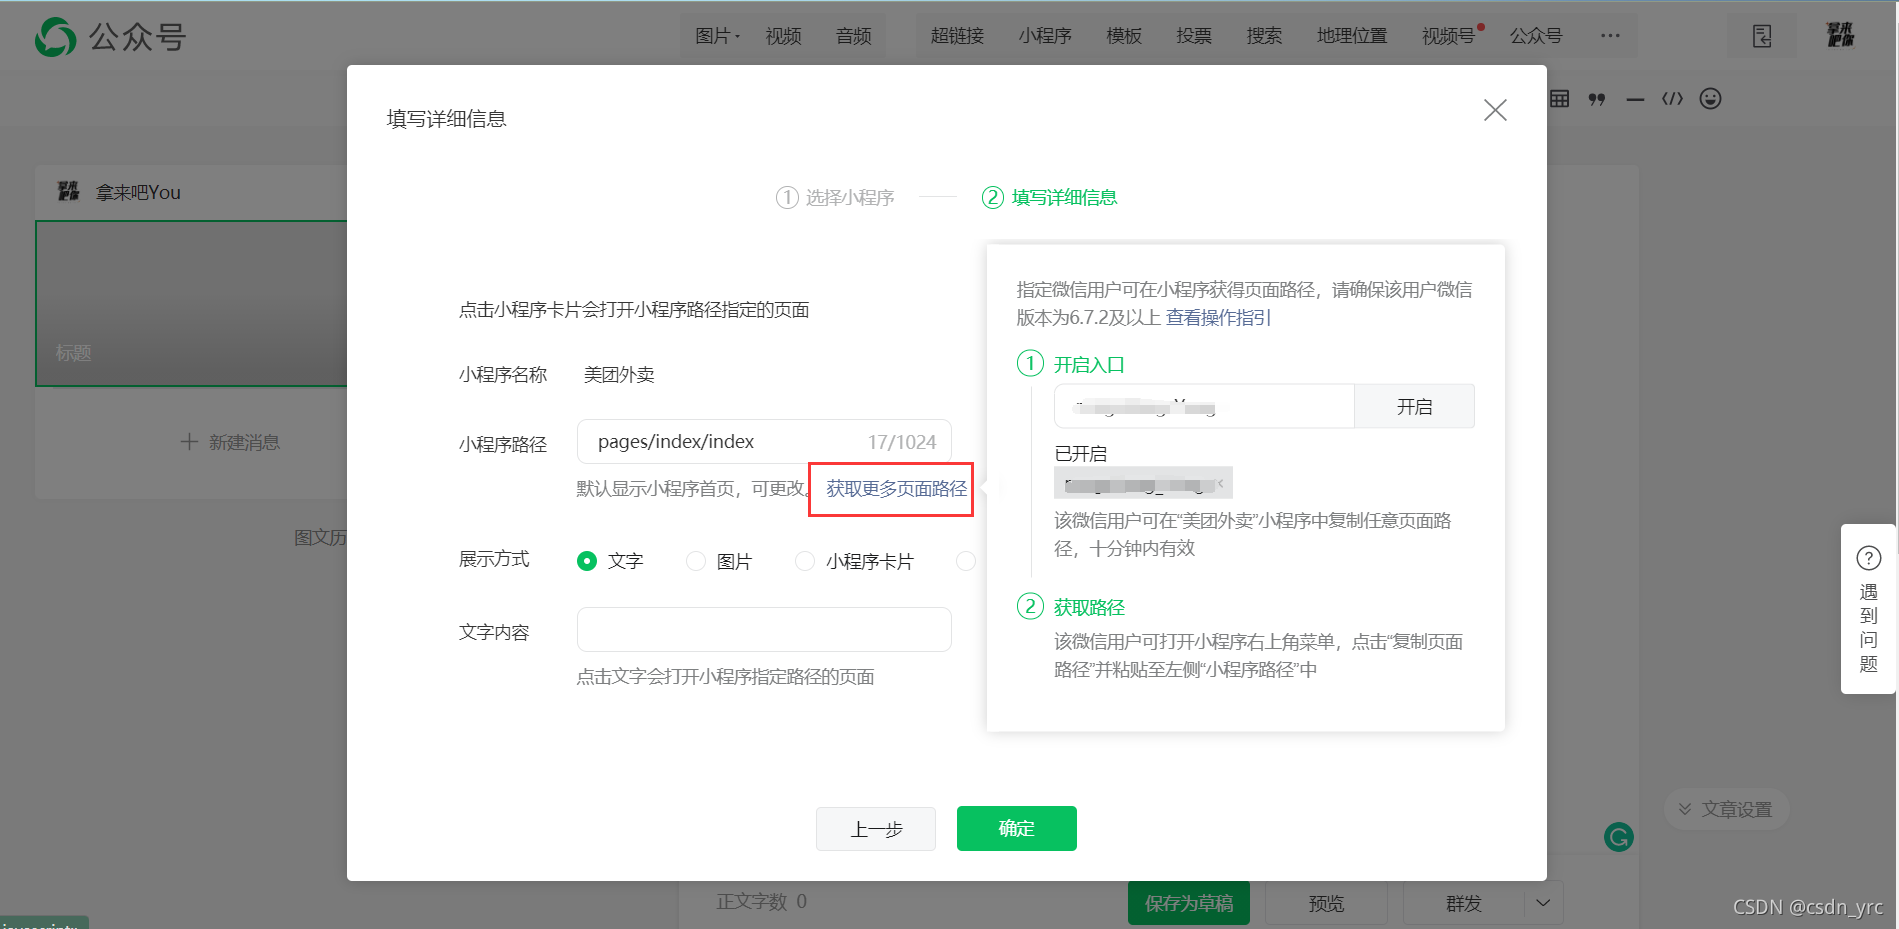 公众号
图片 视频 音频 超链接 小程序 模板 投票 搜索 地理位置 视频号 公众号 ···
拿来吧你
填写详细信息
拿来吧你 拿来吧You
① 选择小程序 ② 填写详细信息
标题
新建消息
图文历
点击小程序卡片会打开小程序路径指定的页面
小程序名称 美团外卖
小程序路径 pages/index/index 17/1024
默认显示小程序首页，可更改。 获取更多页面路径
展示方式 文字 图片 小程序卡片
文字内容
点击文字会打开小程序指定路径的页面
指定微信用户可在小程序获得页面路径，请确保该用户微信
版本为6.7.2及以上 查看操作指引
① 开启入口
开启
已开启
该微信用户可在“美团外卖”小程序中复制任意页面路
径，十分钟内有效
② 获取路径
该微信用户可打开小程序右上角菜单，点击“复制页面
路径”并粘贴至左侧“小程序路径”中
上一步 确定
遇
到
问
题
文章设置
正文字数 0 保存为草稿 预览 群发
CSDN @csdn_yrc